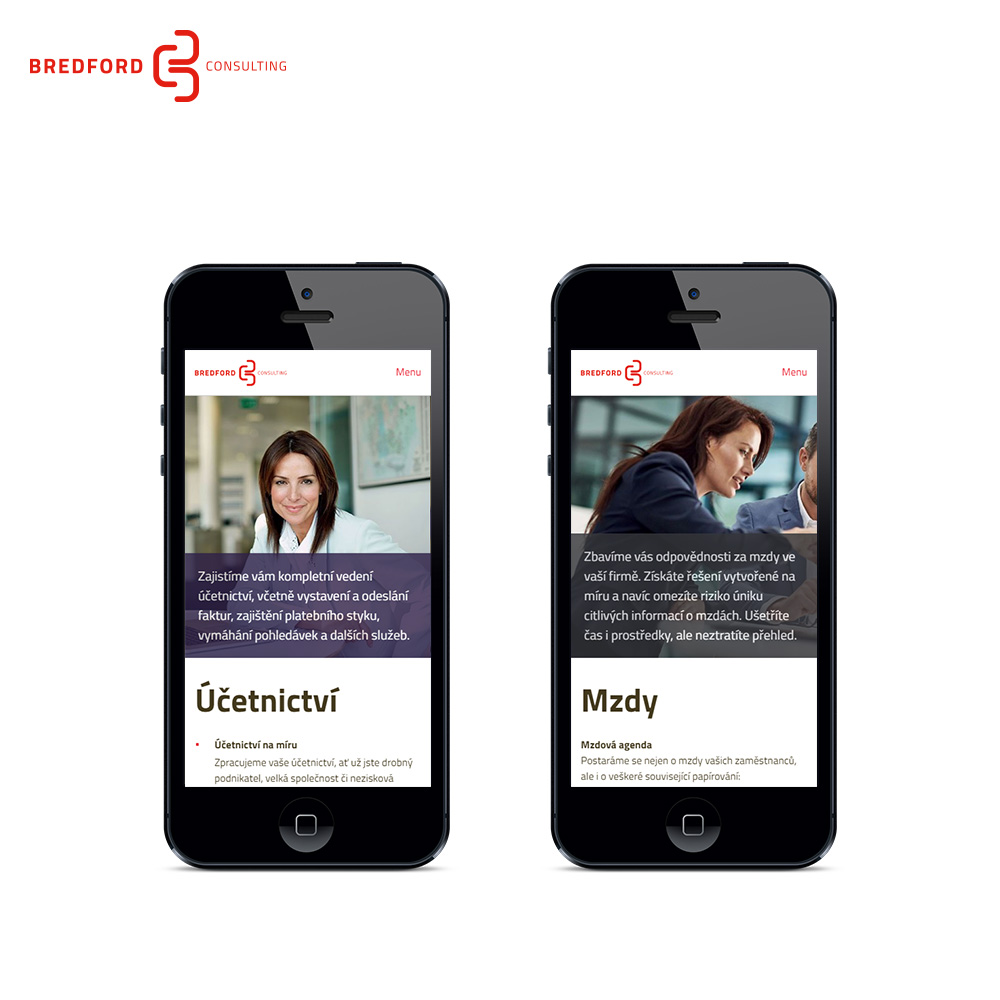 BREDFORD CONSULTING
BREDFORD CONSULTING Menu
Zajistíme vám kompletní vedení
účetnictví, včetně vystavení a odeslání
faktur, zajištění platebního styku,
vymáhání pohledávek a dalších služeb.
Účetnictví
Účetnictví na míru
Zpracujeme vaše účetnictví, ať už jste drobný
podnikatel, velká společnost či nezisková
BREDFORD CONSULTING Menu
Zbavíme vás odpovědnosti za mzdy ve
vaší firmě. Získáte řešení vytvořené na
míru a navíc omezíte riziko úniku
citlivých informací o mzdách. Ušetříte
čas i prostředky, ale neztratíte přehled.
Mzdy
Mzdová agenda
Postaráme se nejen o mzdy vašich zaměstnanců,
ale i o veškeré související papírování: